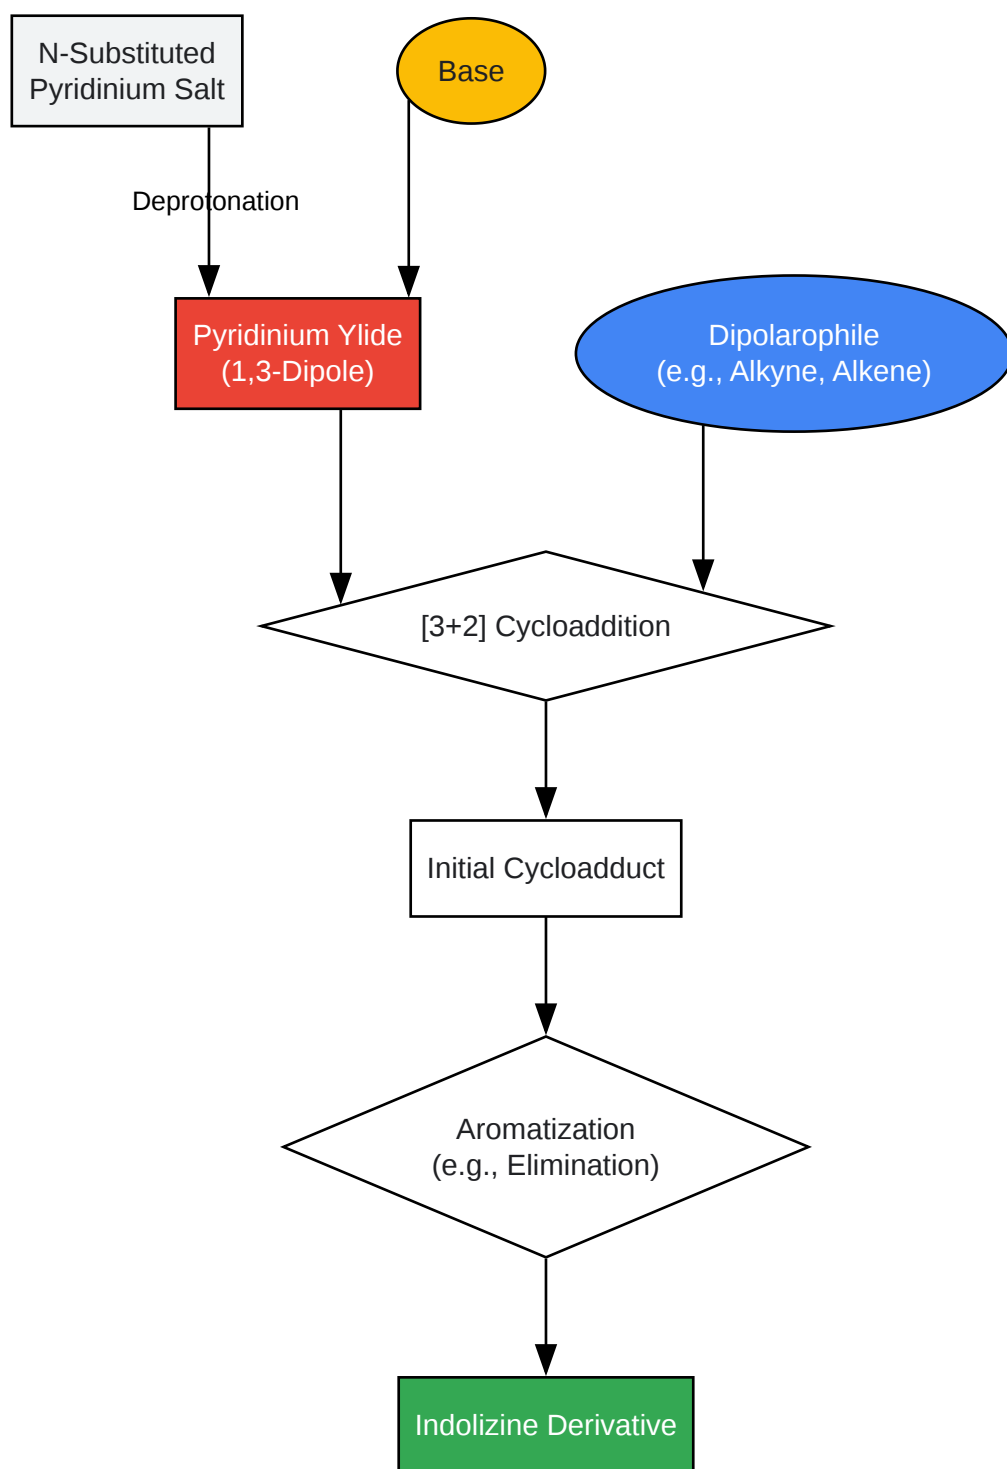 N-Substituted
Pyridinium Salt
Base
Deprotonation
Pyridinium Ylide
(1,3-Dipole)
Dipolarophile
(e.g., Alkyne, Alkene)
[3+2] Cycloaddition
Initial Cycloadduct
Aromatization
(e.g., Elimination)
Indolizine Derivative